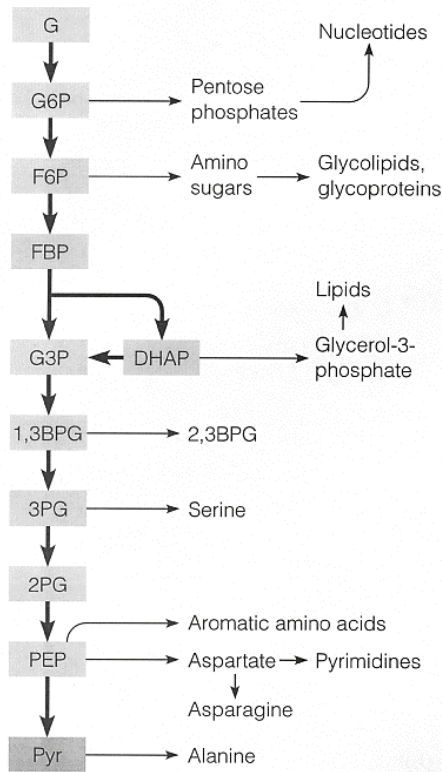 G
Nucleotides
G6P
Pentose
phosphates
F6P
Amino
sugars
Glycolipids,
glycoproteins
FBP
Lipids
G3P
DHAP
Glycerol-3-
phosphate
1,3BPG
2,3BPG
3PG
Serine
2PG
Aromatic amino acids
PEP
Aspartate
Pyrimidines
Asparagine
Pyr
Alanine